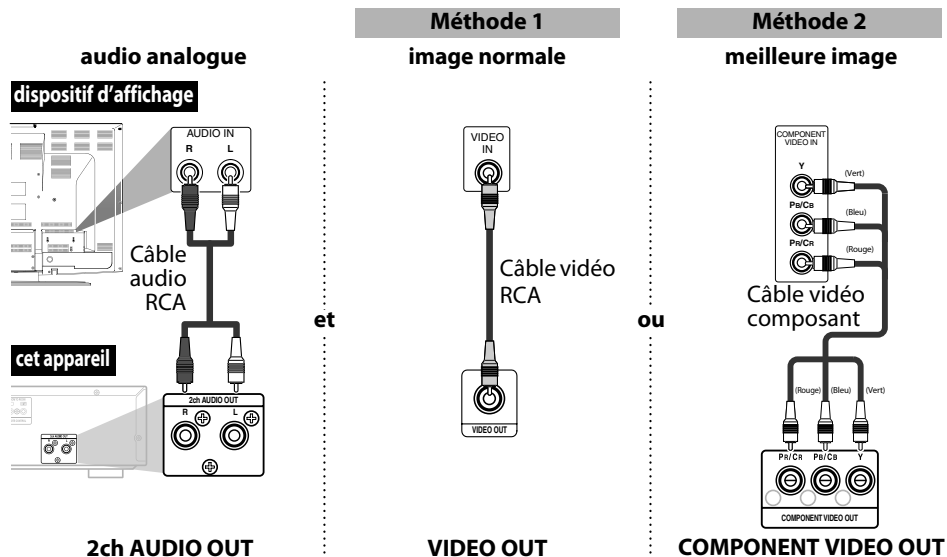 Méthode 1
Méthode 2
audio analogue
image normale
meilleure image
dispositif d'affichage
AUDIO IN
R L
VIDEO
IN
COMPONENT
VIDEO IN
Y
(Vert)
PB/CB
(Bleu)
PR/CR
(Rouge)
Câble
audio
RCA
Câble vidéo
RCA
Câble vidéo
composant
et
ou
cet appareil
2ch AUDIO OUT
R L
2ch AUDIO OUT
VIDEO OUT
(Rouge) (Bleu) (Vert)
PR/CR PB/CB Y
COMPONENT VIDEO OUT
2ch AUDIO OUT
VIDEO OUT
COMPONENT VIDEO OUT